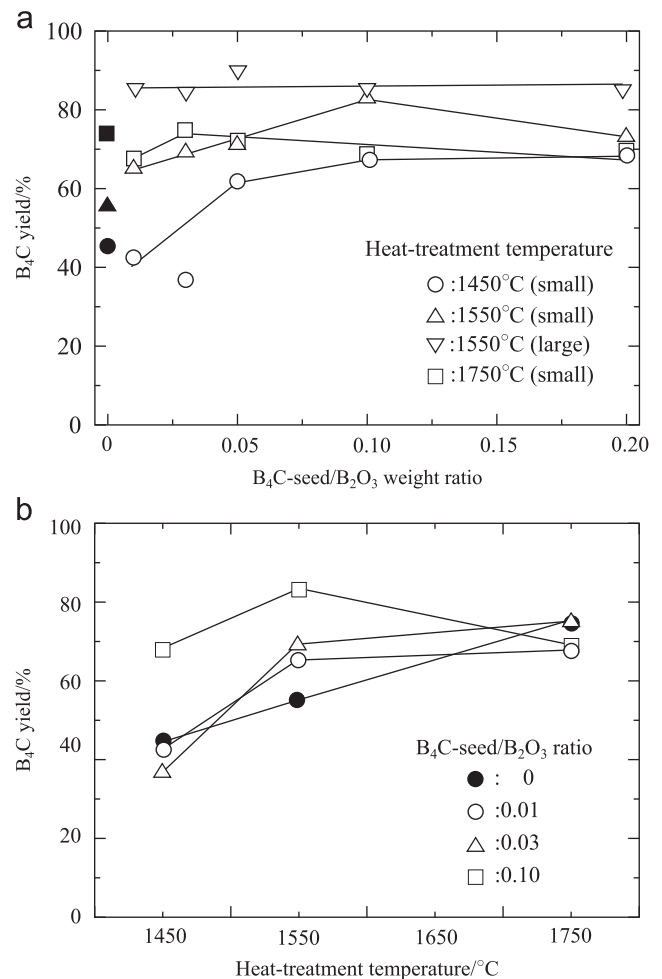 a
100
80
60
40
20
0
B₄C yield/%
Heat-treatment temperature
:1450°C (small)
:1550°C (small)
:1550°C (large)
:1750°C (small)
0 0.05 0.10 0.15 0.20
B₄C-seed/B₂O₃ weight ratio
b
100
80
60
40
20
0
B₄C yield/%
B₄C-seed/B₂O₃ ratio
: 0
:0.01
:0.03
:0.10
1450 1550 1650 1750
Heat-treatment temperature/°C